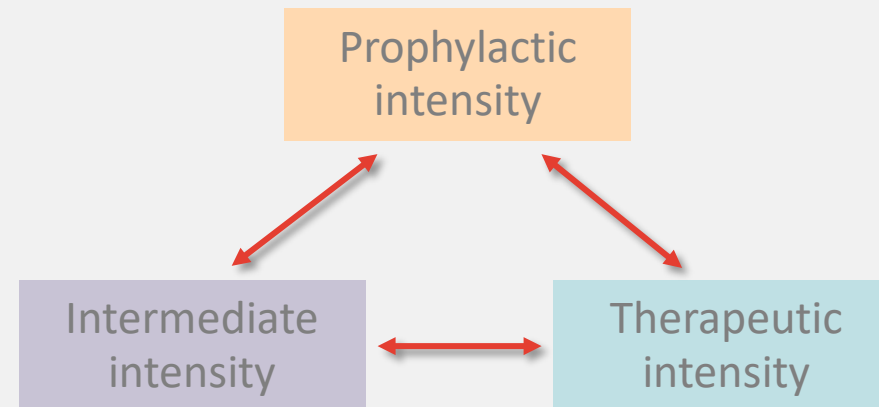 Prophylactic
intensity
Intermediate
intensity
Therapeutic
intensity